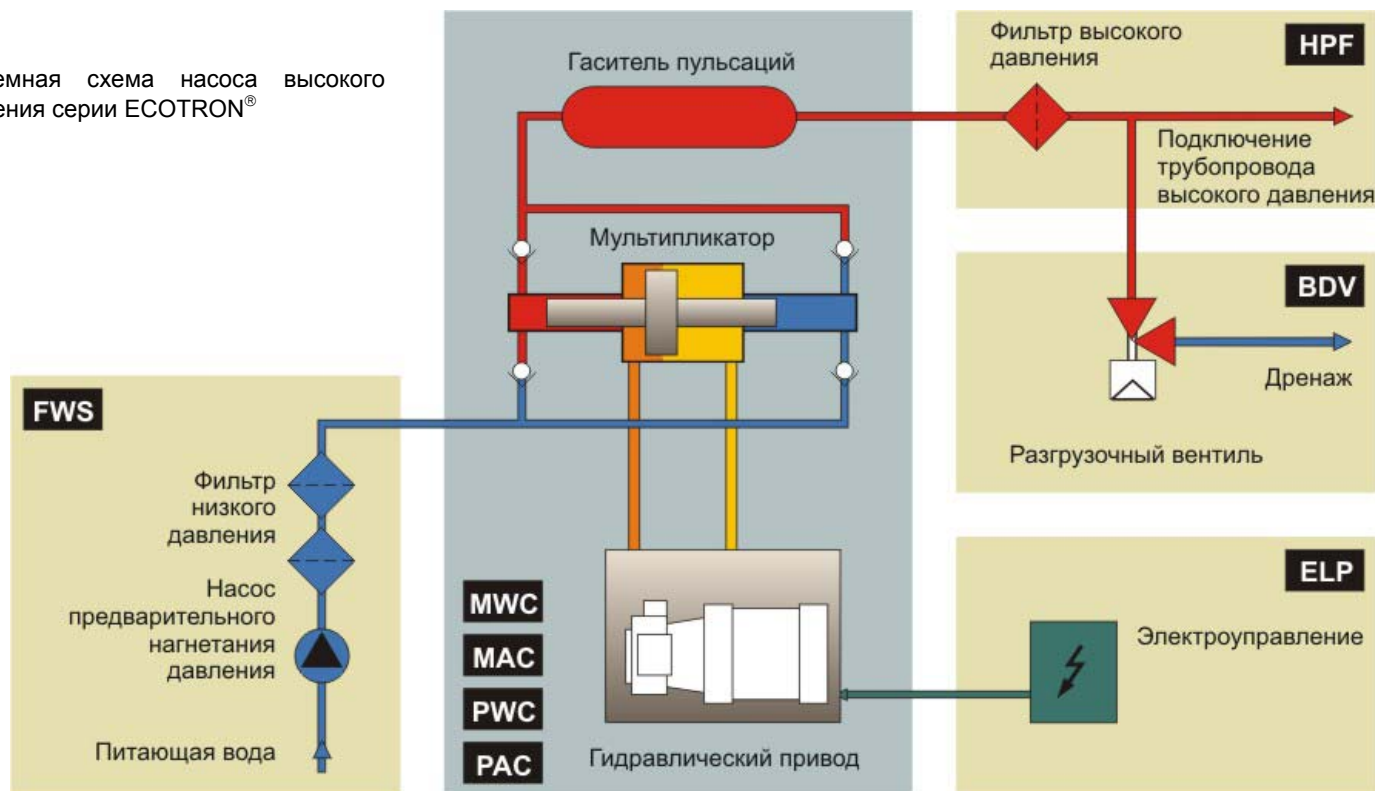 схема насоса высокого
серии ECOTRON®
Гаситель пульсаций
Фильтр высокого
давления
HPF
Подключение
трубопровода
высокого давления
Мультипликатор
BDV
Дренаж
Разгрузочный вентиль
FWS
Фильтр
низкого
давления
Насос
предварительного
нагнетания
давления
Питающая вода
MWC
MAC
PWC
PAC
Гидравлический привод
ELP
Электроуправление